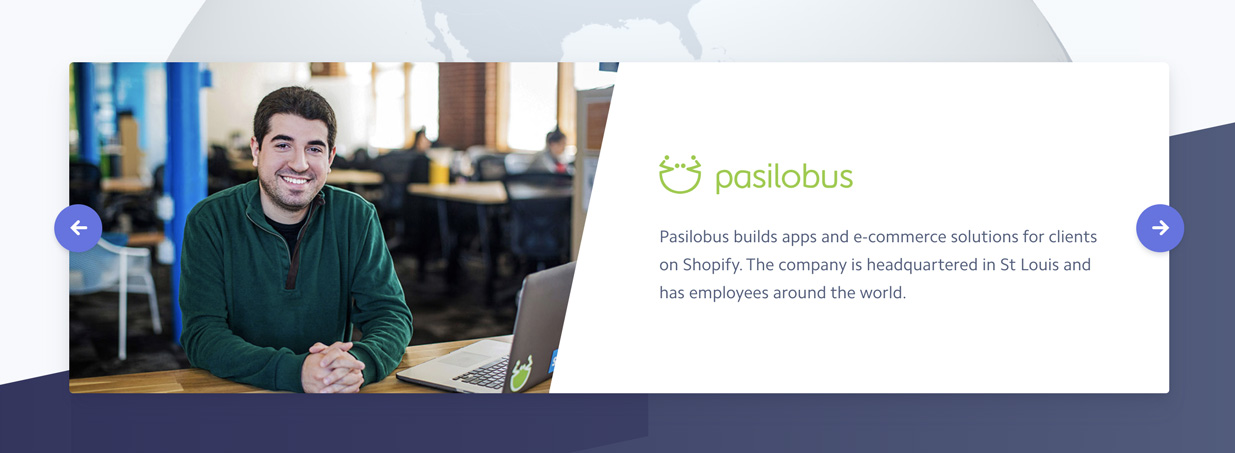 pasilobus
Pasilobus builds apps and e-commerce solutions for clients
on Shopify. The company is headquartered in St Louis and
has employees around the world.